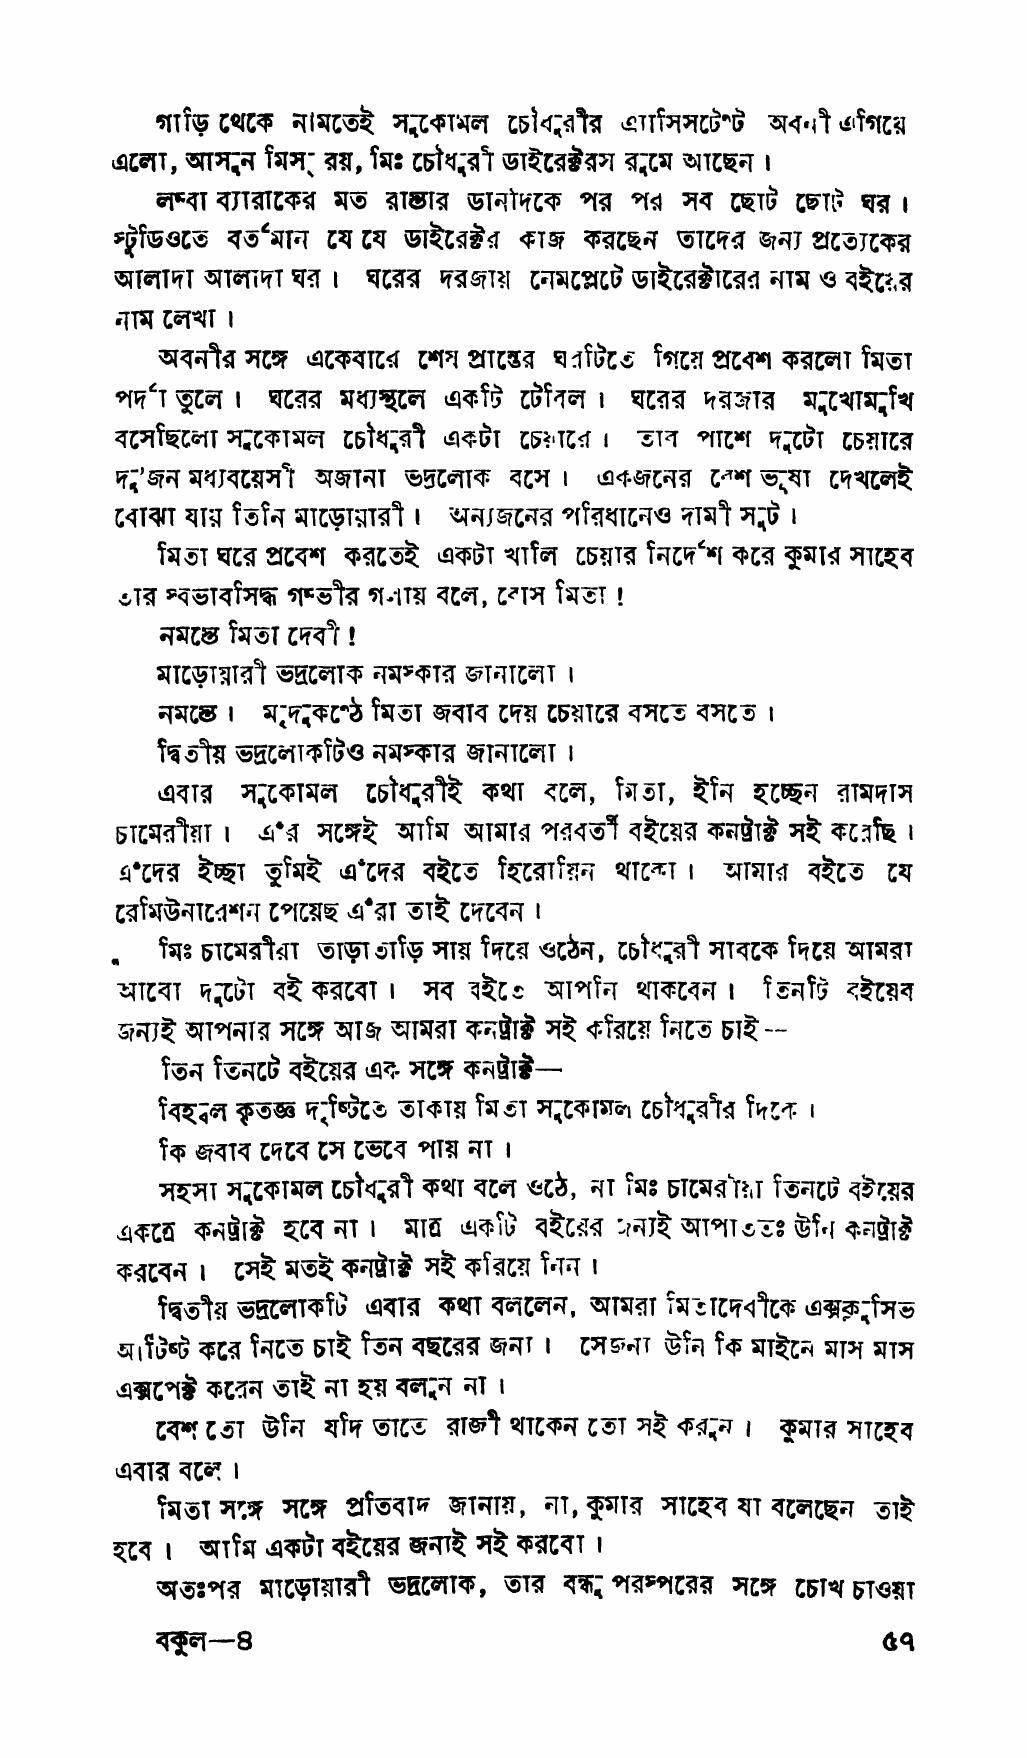 গাড়ি থেকে নামতেই সুকোমল চৌধুরীর এ্যাসিসটেণ্ট অবনী এগিয়ে
এলো, আসুন মিস্ রয়, মিঃ চৌধুরী ডাইরেক্টরস রুমে আছেন।
লম্বা ব্যারাকের মত রাস্তার ডানদিকে পর পর সব ছোট ছোট ঘর।
স্টুডিওতে বর্তমান যে যে ডাইরেক্টর কাজ করছেন তাদের জন্য প্রত্যেকের
আলাদা আলাদা ঘর। ঘরের দরজায় নেমপ্লেটে ডাইরেক্টারের নাম ও বইয়ের
নাম লেখা।
অবনীর সঙ্গে একেবারে শেষ প্রান্তের ঘরটিতে গিয়ে প্রবেশ করলো মিতা
পর্দা তুলে। ঘরের মধ্যস্থলে একটি টেবিল। ঘরের দরজার মুখোমুখি
বসেছিলো সুকোমল চৌধুরী একটা চেয়ারে। তার পাশে দুটো চেয়ারে
দু'জন মধ্যবয়েসী অজানা ভদ্রলোক বসে। একজনের বেশ ভূষা দেখলেই
বোঝা যায় তিনি মাড়োয়ারী। অন্যজনের পরিধানেও দামী সুট।
মিতা ঘরে প্রবেশ করতেই একটা খালি চেয়ার নির্দেশ করে কুমার সাহেব
তার স্বভাবসিদ্ধ গম্ভীর গলায় বলে, বোস মিতা!
নমস্তে মিতা দেবী!
মাড়োয়ারী ভদ্রলোক নমস্কার জানালো।
নমস্তে। মৃদুকণ্ঠে মিতা জবাব দেয় চেয়ারে বসতে বসতে।
দ্বিতীয় ভদ্রলোকটিও নমস্কার জানালো।
এবার সুকোমল চৌধুরীই কথা বলে, মিতা, ইনি হচ্ছেন রামদাস
চামেরীয়া। এঁর সঙ্গেই আমি আমার পরবর্তী বইয়ের কনট্রাক্ট সই করেছি।
এঁদের ইচ্ছা তুমিই এঁদের বইতে হিরোয়িন থাকো। আমার বইতে যে
রেমিউনারেশন পেয়েছ এঁরা তাই দেবেন।
মিঃ চামেরীরা তাড়াতাড়ি সায় দিয়ে ওঠেন, চৌধুরী সাবকে দিয়ে আমরা
আরো দুটো বই করবো। সব বইতে আপনি থাকবেন। তিনটি বইয়ের
জন্যই আপনার সঙ্গে আজ আমরা কনট্রাক্ট সই করিয়ে নিতে চাই--
তিন তিনটে বইয়ের এক সঙ্গে কনট্রাক্ট—
বিহ্বল কৃতজ্ঞ দৃষ্টিতে তাকায় মিতা সুকোমল চৌধুরীর দিকে।
কি জবাব দেবে সে ভেবে পায় না।
সহসা সুকোমল চৌধুরী কথা বলে ওঠে, না মিঃ চামেরীয়া তিনটে বইয়ের
একত্রে কনট্রাক্ট হবে না। মাত্র একটি বইয়ের জন্যই আপাততঃ উনি কনট্রাক্ট
করবেন। সেই মতই কনট্রাক্ট সই করিয়ে নিন।
দ্বিতীয় ভদ্রলোকটি এবার কথা বললেন, আমরা মিতাদেবীকে এক্সক্লুসিভ
আর্টিষ্ট করে নিতে চাই তিন বছরের জন্য। সেজন্য উনি কি মাইনে মাস মাস
এক্সপেক্ট করেন তাই না হয় বলুন না।
বেশ তো উনি যদি তাতে রাজী থাকেন তো সই করুন। কুমার সাহেব
এবার বলে।
মিতা সঙ্গে সঙ্গে প্রতিবাদ জানায়, না, কুমার সাহেব যা বলেছেন তাই
হবে। আমি একটা বইয়ের জন্যই সই করবো।
অতঃপর মাড়োয়ারী ভদ্রলোক, তার বন্ধু পরস্পরের সঙ্গে চোখ চাওয়া
বকুল—৪ ৫৭